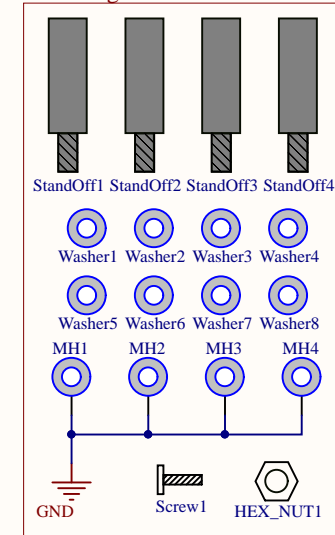 StandOff1 StandOff2 StandOff3 StandOff4
Washer1 Washer2 Washer3 Washer4
Washer5 Washer6 Washer7 Washer8
MH1 MH2 MH3 MH4
GND Screw1 HEX_NUT1